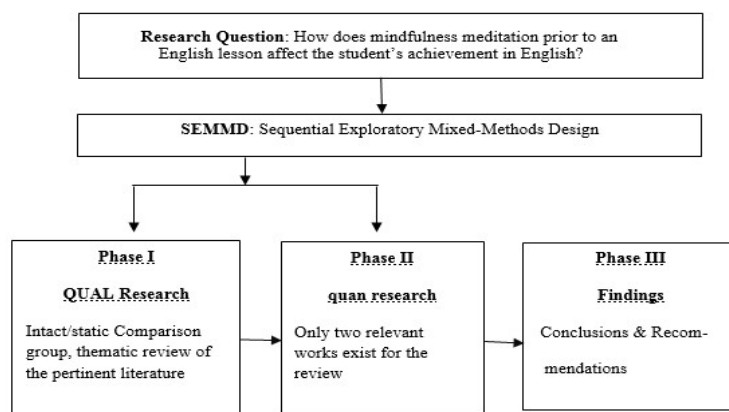 Research Question: How does mindfulness meditation prior to an
English lesson affect the student's achievement in English?
SEMMD: Sequential Exploratory Mixed-Methods Design
Phase I
QUAL Research
Intact/static Comparison
group, thematic review of
the pertinent literature
Phase II
quan research
Only two relevant
works exist for the
review
Phase III
Findings
Conclusions & Recom-
mendations